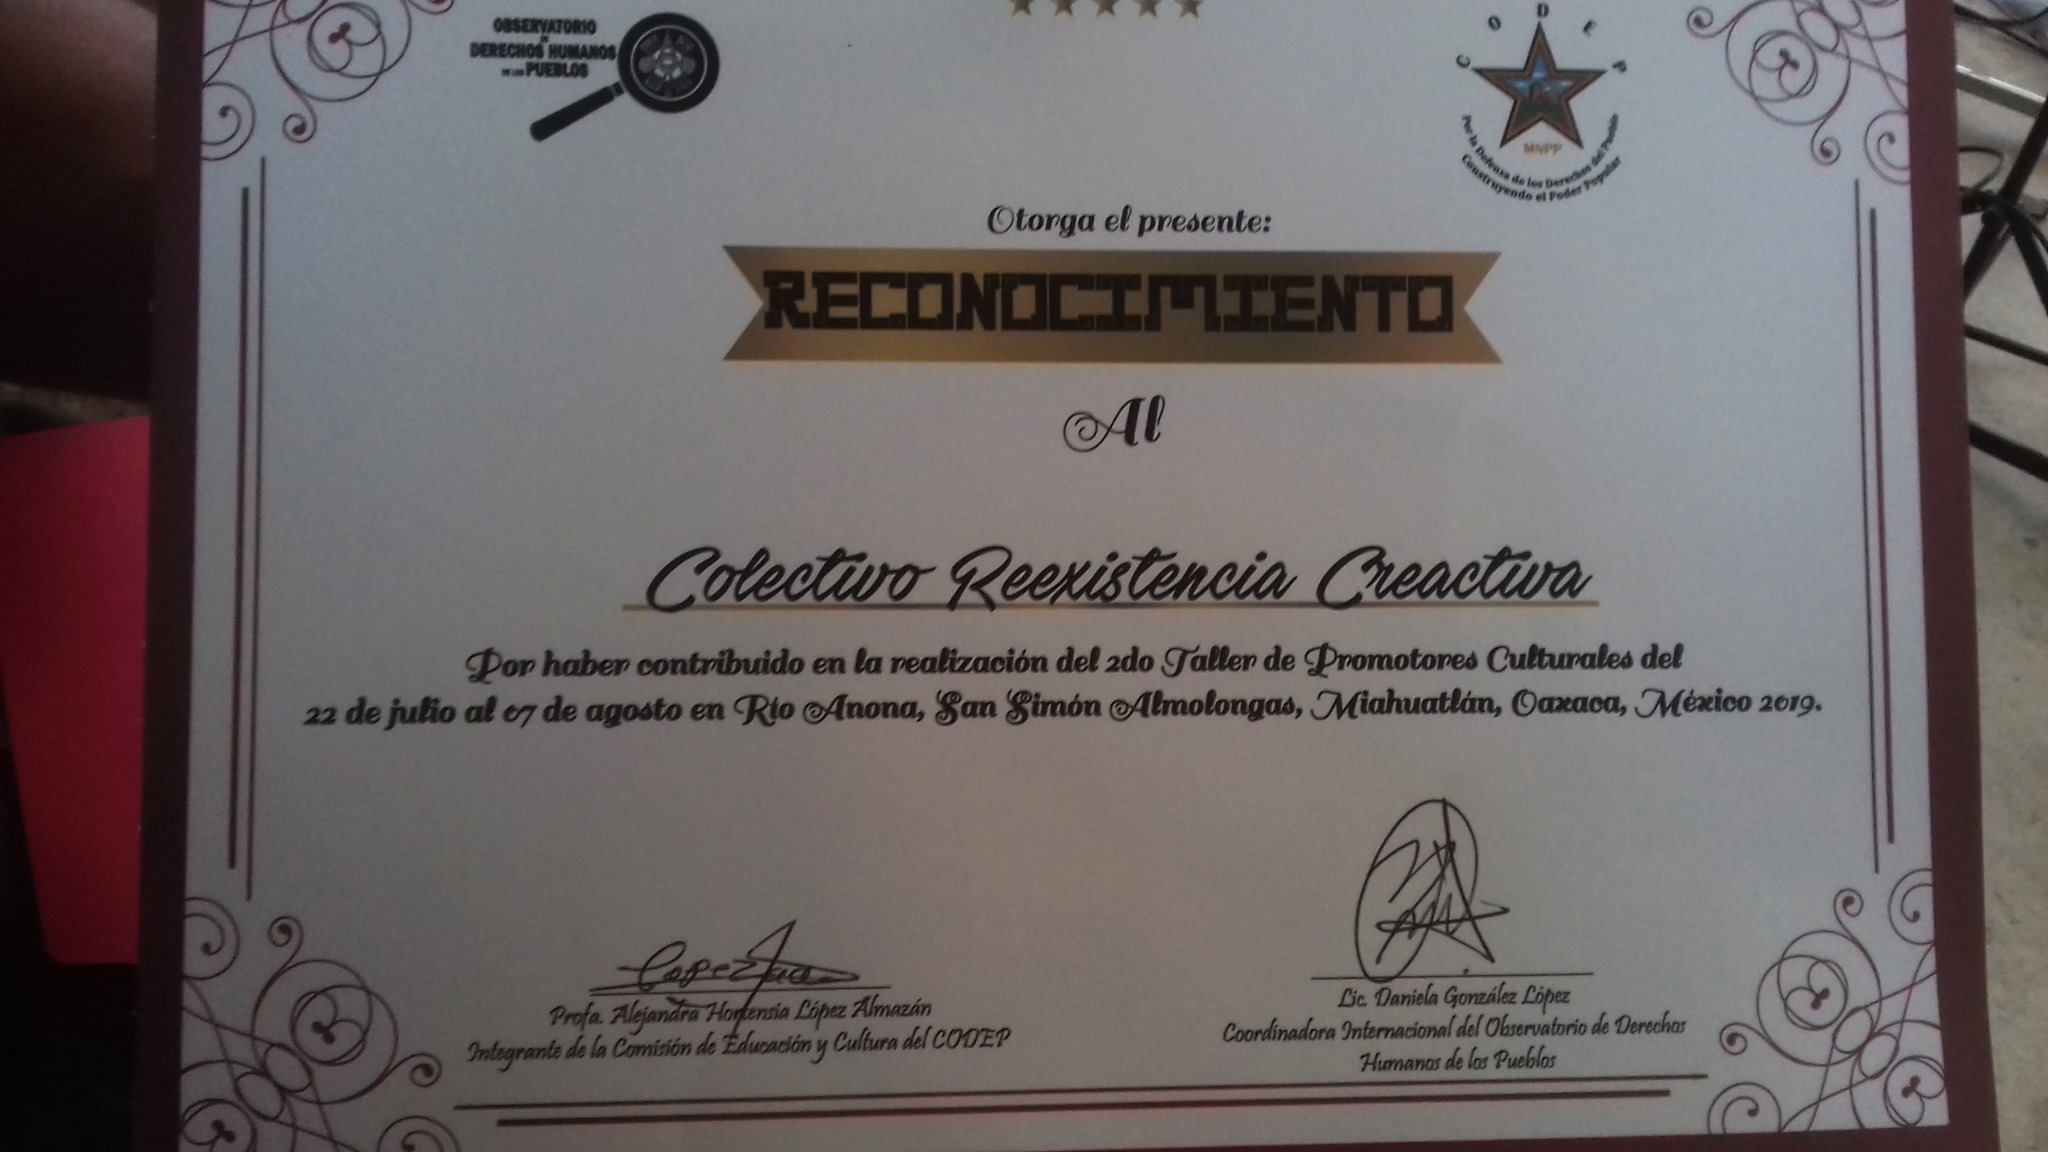 OBSERVATORIO
DE
DERECHOS HUMANOS
DE LOS PUEBLOS
CODEP
MNPP
Por la Defensa de los Derechos del Pueblo
Construyendo el Poder Popular
Otorga el presente:
RECONOCIMIENTO
Al
Colectivo Reexistencia Creactiva
Por haber contribuido en la realización del 2do Taller de Promotores Culturales del
22 de julio al 07 de agosto en Río Anona, San Simón Almolongas, Miahuatlán, Oaxaca, México 2019.
Profa. Alejandra Hortensia López Almazán
Integrante de la Comisión de Educación y Cultura del CODEP
Lic. Daniela González López
Coordinadora Internacional del Observatorio de Derechos
Humanos de los Pueblos